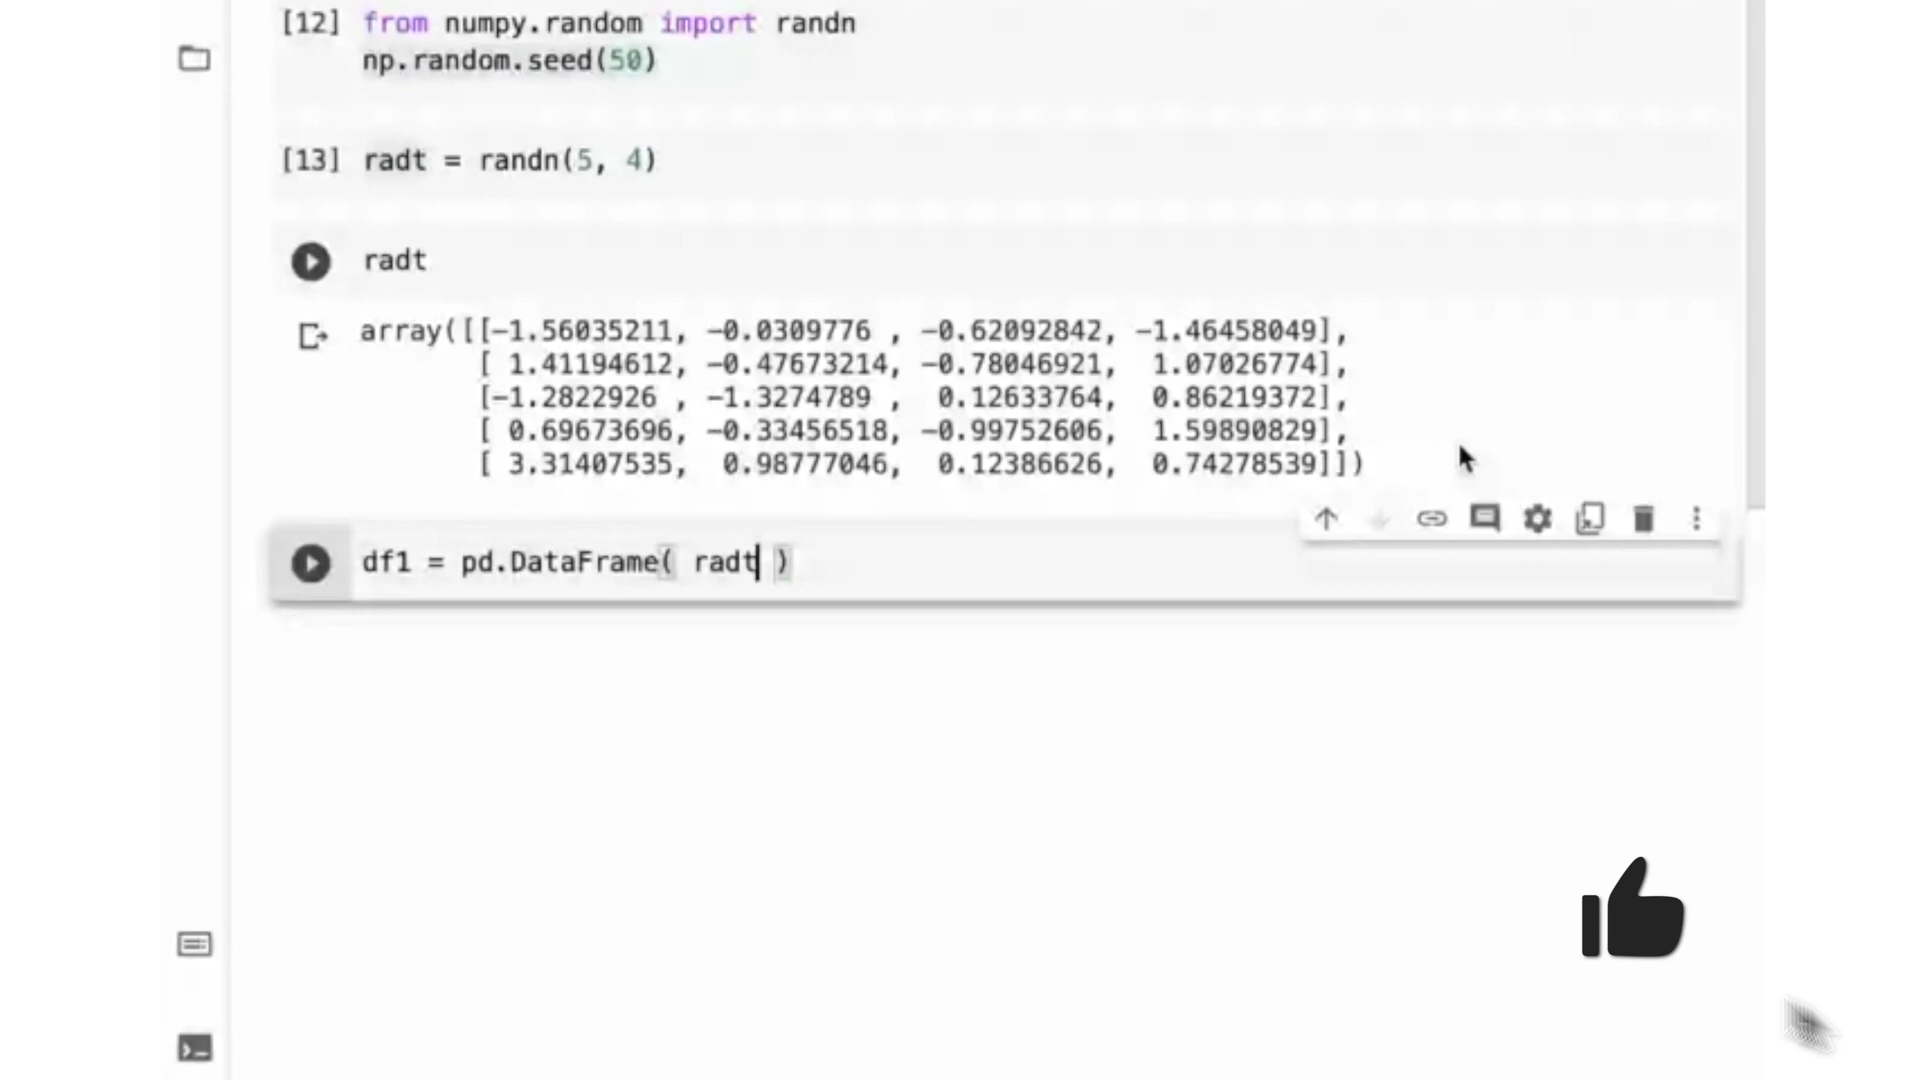 [12] from numpy.random import randn
np.random.seed(50)
[13] radt = randn(5, 4)
radt
array([[-1.56035211, -0.0309776 , -0.62092842, -1.46458049],
[ 1.41194612, -0.47673214, -0.78046921, 1.07026774],
[-1.2822926 , -1.3274789 , 0.12633764, 0.86219372],
[ 0.69673696, -0.33456518, -0.99752606, 1.59890829],
[ 3.31407535, 0.98777046, 0.12386626, 0.74278539]])
df1 = pd.DataFrame( radt )